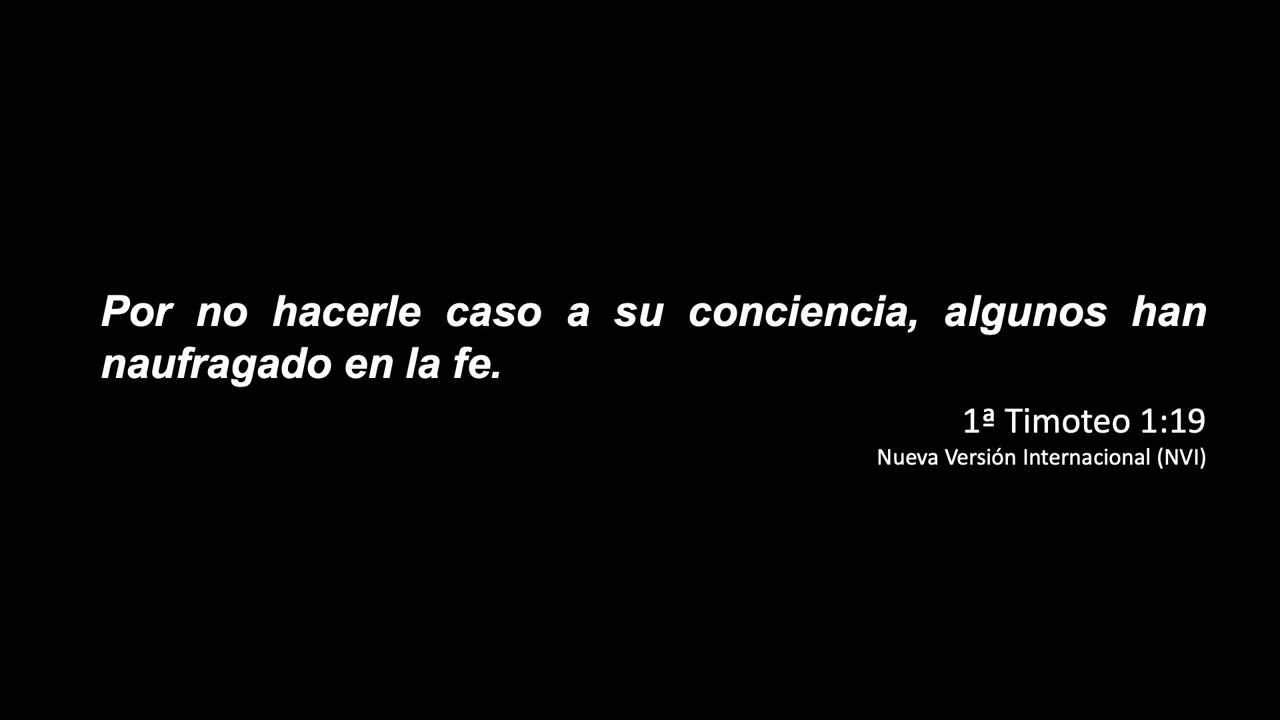 Por no hacerle caso a su conciencia, algunos han
naufragado en la fe.
1ª Timoteo 1:19
Nueva Versión Internacional (NVI)